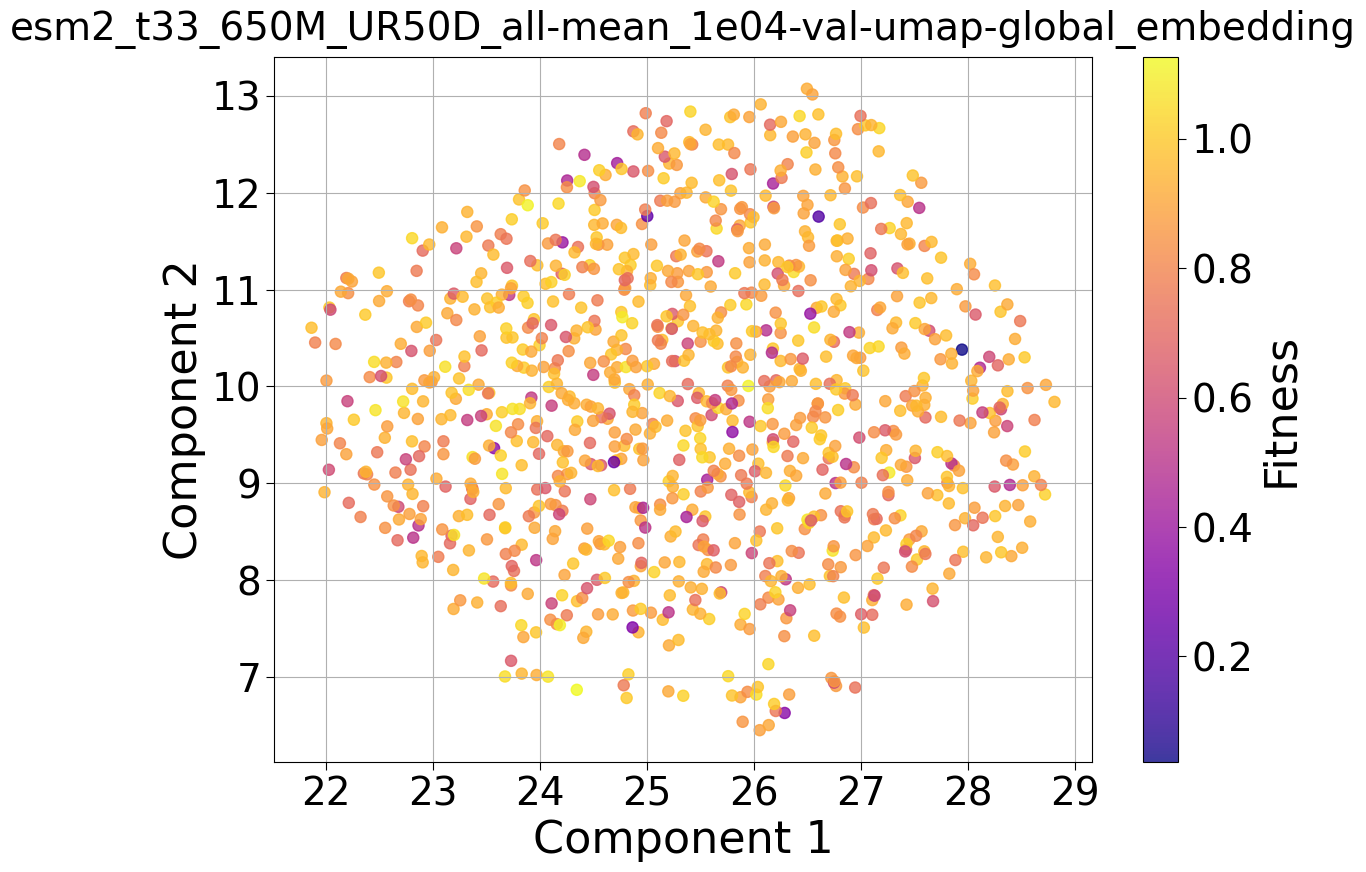 esm2_t33_650M_UR50D_all-mean_1e04-val-umap-global_embedding
13
12
11
10
9
8
7
Component 2
22 23 24 25 26 27 28 29
Component 1
1.0
0.8
0.6
0.4
0.2
Fitness